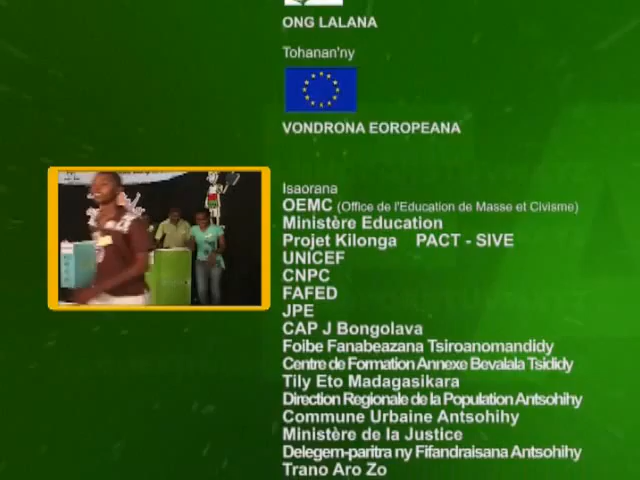 ONG LALANA
Tohanan'ny
VONDRONA EOROPEANA
Isaorana
OEMC (Office de l'Education de Masse et Civisme)
Ministère Education
Projet Kilonga PACT - SIVE
UNICEF
CNPC
FAFED
JPE
CAP J Bongolava
Foibe Fanabeazana Tsiroanomandidy
Centre de Formation Annexe Bevalala Tsididy
Tily Eto Madagasikara
Direction Regionale de la Population Antsohihy
Commune Urbaine Antsohihy
Ministère de la Justice
Delegem-paritra ny Fifandraisana Antsohihy
Trano Aro Zo